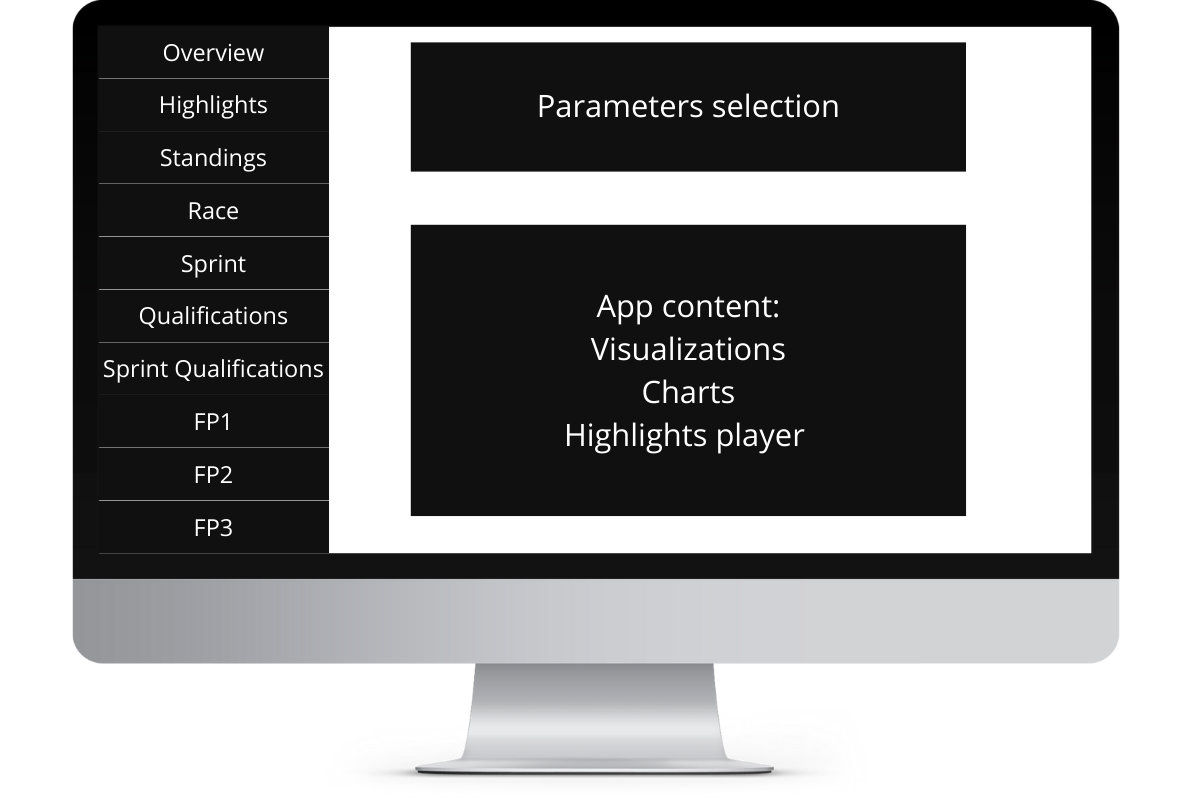 Overview
Highlights
Standings
Race
Sprint
Qualifications
Sprint Qualifications
FP1
FP2
FP3
Parameters selection
App content:
Visualizations
Charts
Highlights player